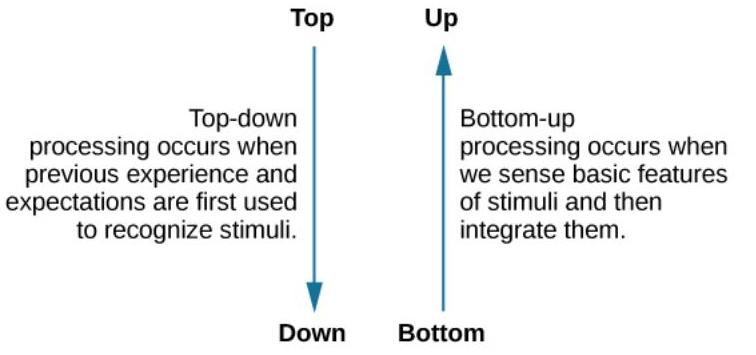 Top
Up
Top-down
processing occurs when
previous experience and
expectations are first used
to recognize stimuli.
Bottom-up
processing occurs when
we sense basic features
of stimuli and then
integrate them.
Down
Bottom